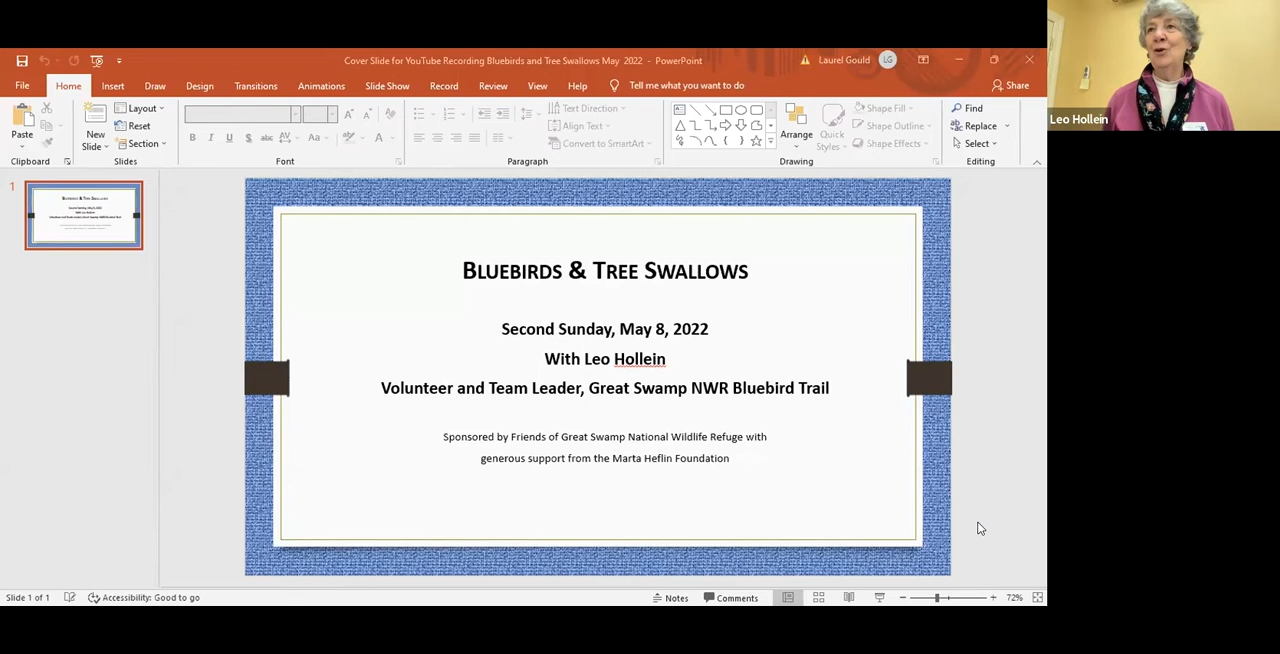 Cover Slide for YouTube Recording Bluebirds and Tree Swallows May 2022 - PowerPoint
Laurel Gould LG
File Home Insert Draw Design Transitions Animations Slide Show Record Review View Help Tell me what you want to do Share
Paste
Clipboard
New Slide
Layout
Reset
Section
Slides
B I U S abc AV Aa A
Font
Text Direction
Align Text
Convert to SmartArt
Paragraph
Arrange
Quick Styles
Shape Fill
Shape Outline
Shape Effects
Drawing
Find
Replace
Select
Editing
Leo Hollein
1
BLUEBIRDS & TREE SWALLOWS
Second Sunday, May 8, 2022
With Leo Hollein
Volunteer and Team Leader, Great Swamp NWR Bluebird Trail
Sponsored by Friends of Great Swamp National Wildlife Refuge with
generous support from the Marta Heflin Foundation
Slide 1 of 1 Accessibility: Good to go Notes Comments 72%